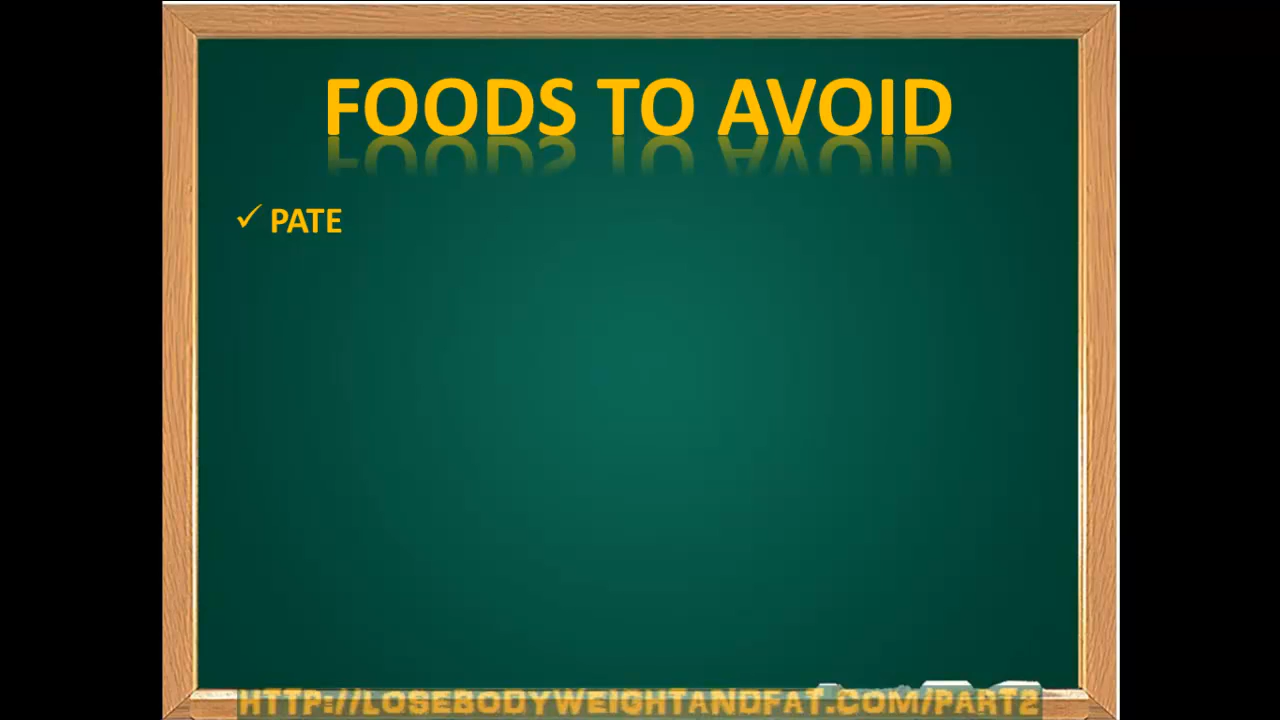 FOODS TO AVOID
✓ PATE
HTTP://LOSEBODYWEIGHTANDFAT.COM/PART2